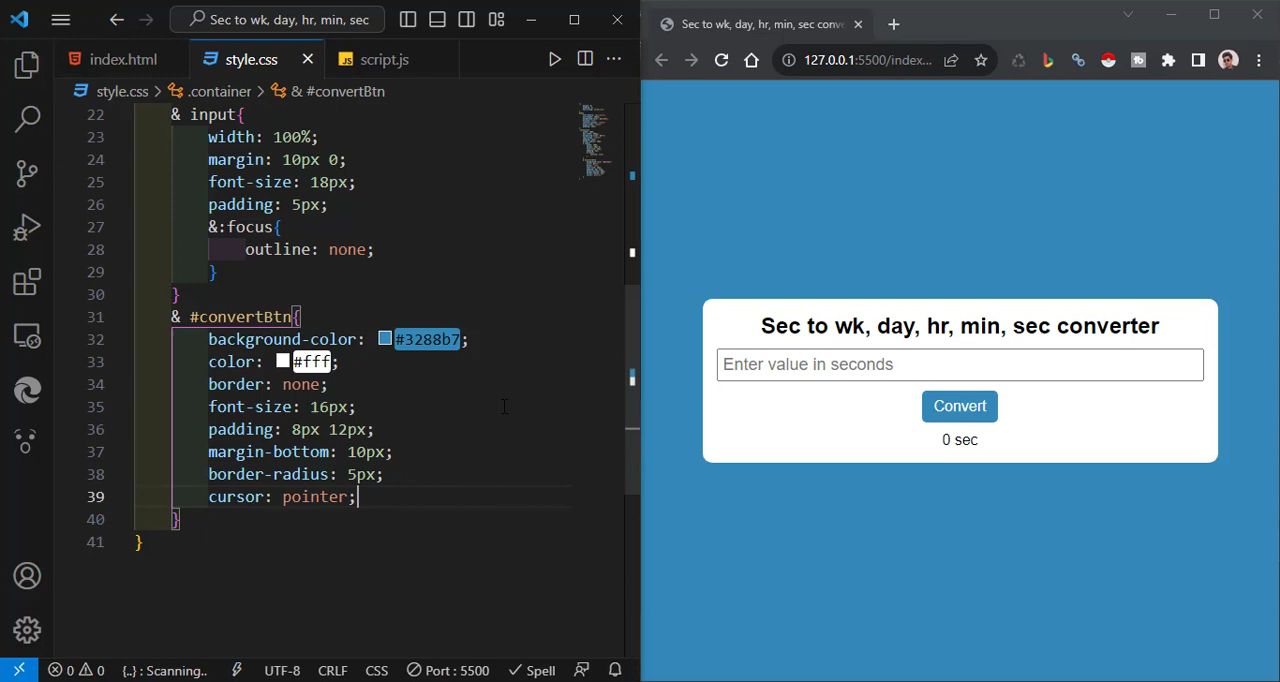 Sec to wk, day, hr, min, sec
index.html
style.css
script.js
style.css > .container > & #convertBtn
22 & input{
23 width: 100%;
24 margin: 10px 0;
25 font-size: 18px;
26 padding: 5px;
27 &:focus{
28 outline: none;
29 }
30 }
31 & #convertBtn{
32 background-color: #3288b7;
33 color: #fff;
34 border: none;
35 font-size: 16px;
36 padding: 8px 12px;
37 margin-bottom: 10px;
38 border-radius: 5px;
39 cursor: pointer;
40 }
41 }
0 0 {..} : Scanning.. UTF-8 CRLF CSS Port : 5500 Spell
Sec to wk, day, hr, min, sec conve
127.0.0.1:5500/index...
Sec to wk, day, hr, min, sec converter
Enter value in seconds
Convert
0 sec